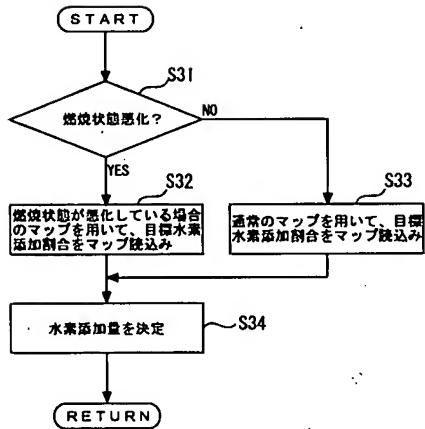 START
S31
燃焼状態悪化？
NO
YES
S32
S33
燃焼状態が悪化している場合
のマップを用いて、目標水素
添加割合をマップ読込み
通常のマップを用いて、目標
水素添加割合をマップ読込み
水素添加量を決定
S34
RETURN